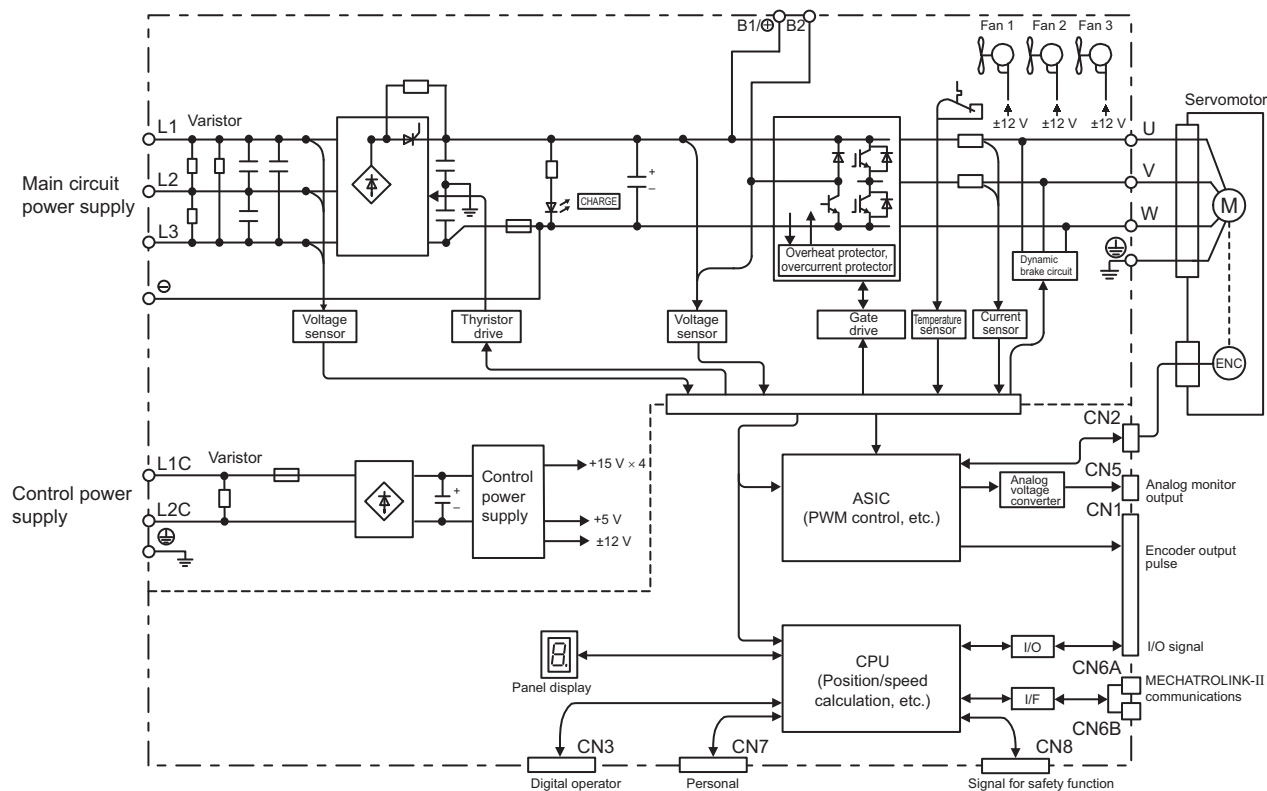 B1/⊕ B2
Fan 1 Fan 2 Fan 3
±12 V ±12 V ±12 V
Servomotor
L1 Varistor
U
Main circuit
power supply
L2
V
M
+
–
CHARGE
L3
W
Overheat protector,
overcurrent protector
Dynamic
brake circuit
⊖
Voltage
sensor
Thyristor
drive
Voltage
sensor
Gate
drive
Temperature
sensor
Current
sensor
ENC
CN2
L1C Varistor
Control power
supply
+
–
Control
power
supply
+15 V × 4
+5 V
±12 V
L2C
ASIC
(PWM control, etc.)
Analog
voltage
converter
CN5
Analog monitor
output
CN1
Encoder output
pulse
8.
Panel display
CPU
(Position/speed
calculation, etc.)
I/O
I/O signal
CN6A
I/F
MECHATROLINK-II
communications
CN6B
CN3
CN7
CN8
Digital operator
Personal
Signal for safety function